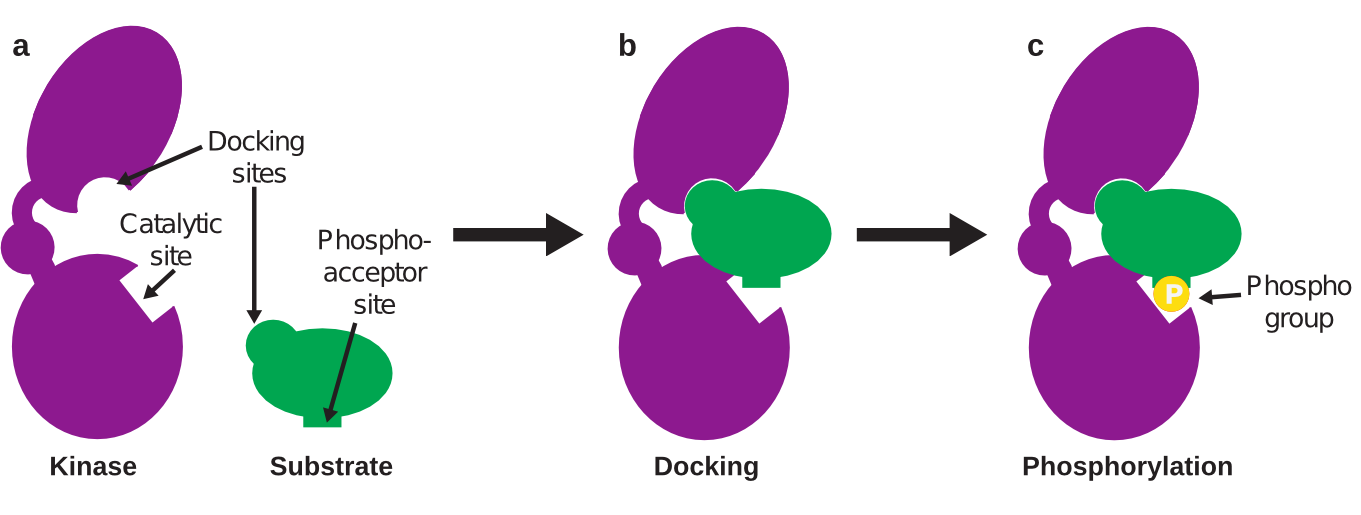 a
b
c
Docking
sites
Catalytic
site
Phospho-
acceptor
site
P
Phospho
group
Kinase
Substrate
Docking
Phosphorylation